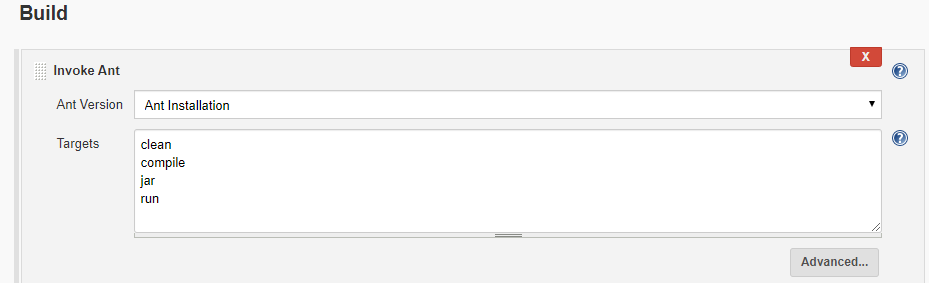 Build
X
Invoke Ant
?
Ant Version Ant Installation
Targets
?
clean
compile
jar
run
Advanced...